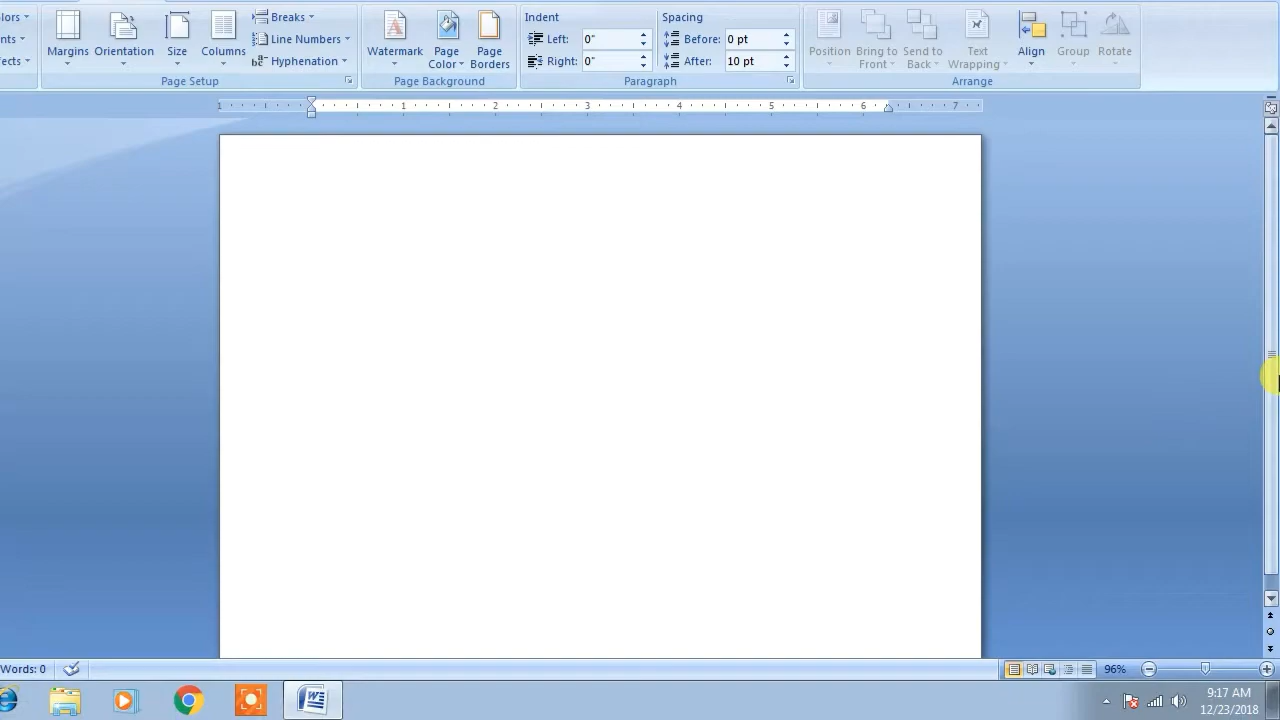 lors
Breaks
Indent
Spacing
nts
Line Numbers
Left: 0"
Before: 0 pt
Margins Orientation Size Columns
Watermark Page Color Page Borders
Position Bring to Front Send to Back Text Wrapping Align Group Rotate
fects
Hyphenation
Right: 0"
After: 10 pt
Page Setup
Page Background
Paragraph
Arrange
1 1 2 3 4 5 6 7
Words: 0
96%
9:17 AM
12/23/2018